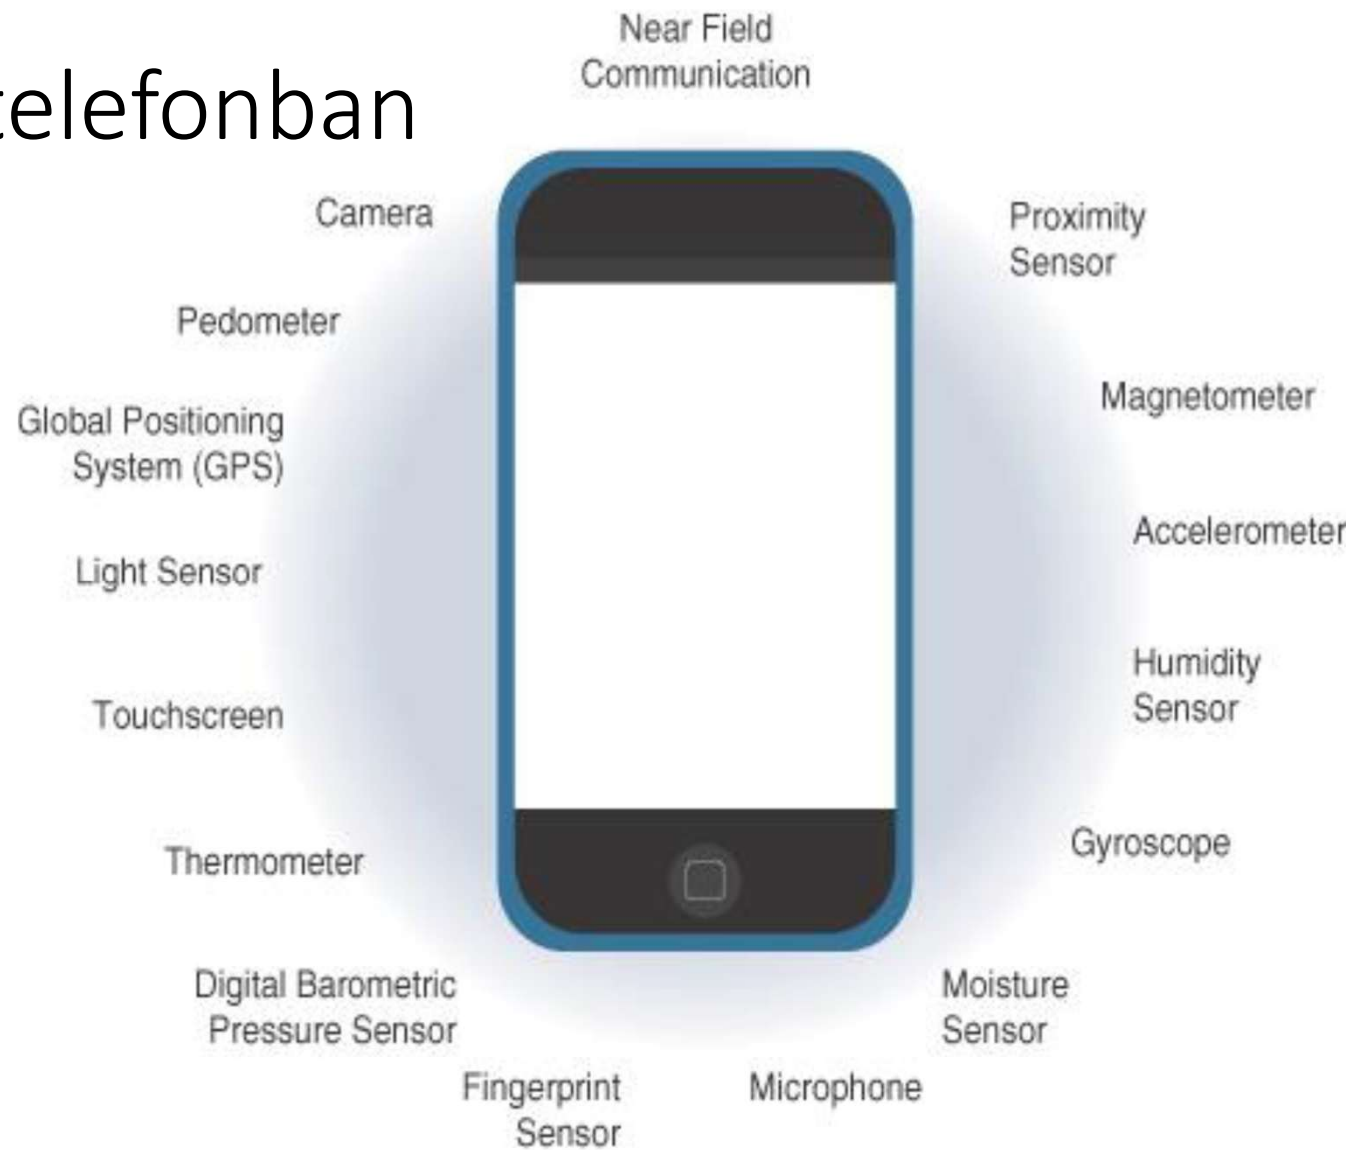 telefonban
Near Field
Communication
Camera
Proximity
Sensor
Pedometer
Magnetometer
Global Positioning
System (GPS)
Accelerometer
Light Sensor
Humidity
Sensor
Touchscreen
Gyroscope
Thermometer
Digital Barometric
Pressure Sensor
Moisture
Sensor
Fingerprint
Sensor
Microphone